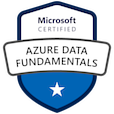 Microsoft
CERTIFIED
AZURE DATA
FUNDAMENTALS